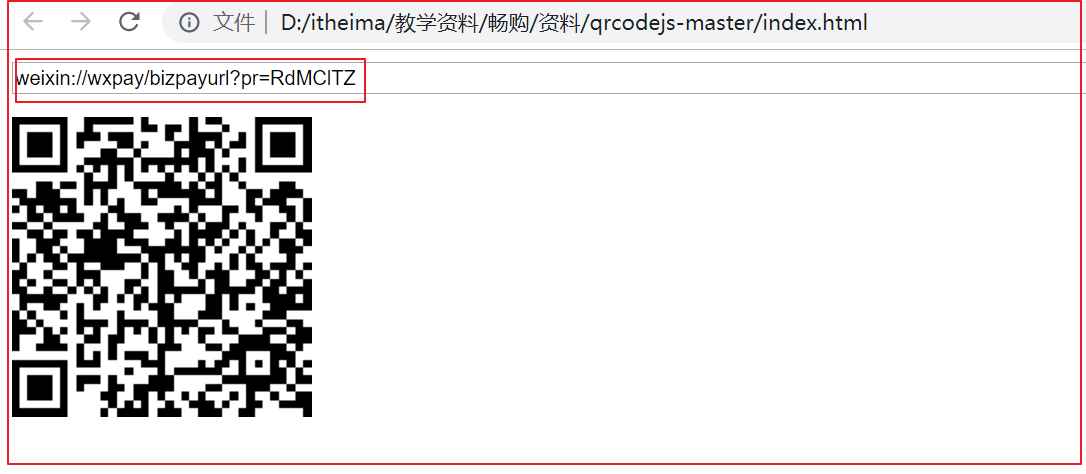 文件 D:/itheima/教学资料/畅购/资料/qrcodejs-master/index.html
weixin://wxpay/bizpayurl?pr=RdMClTZ